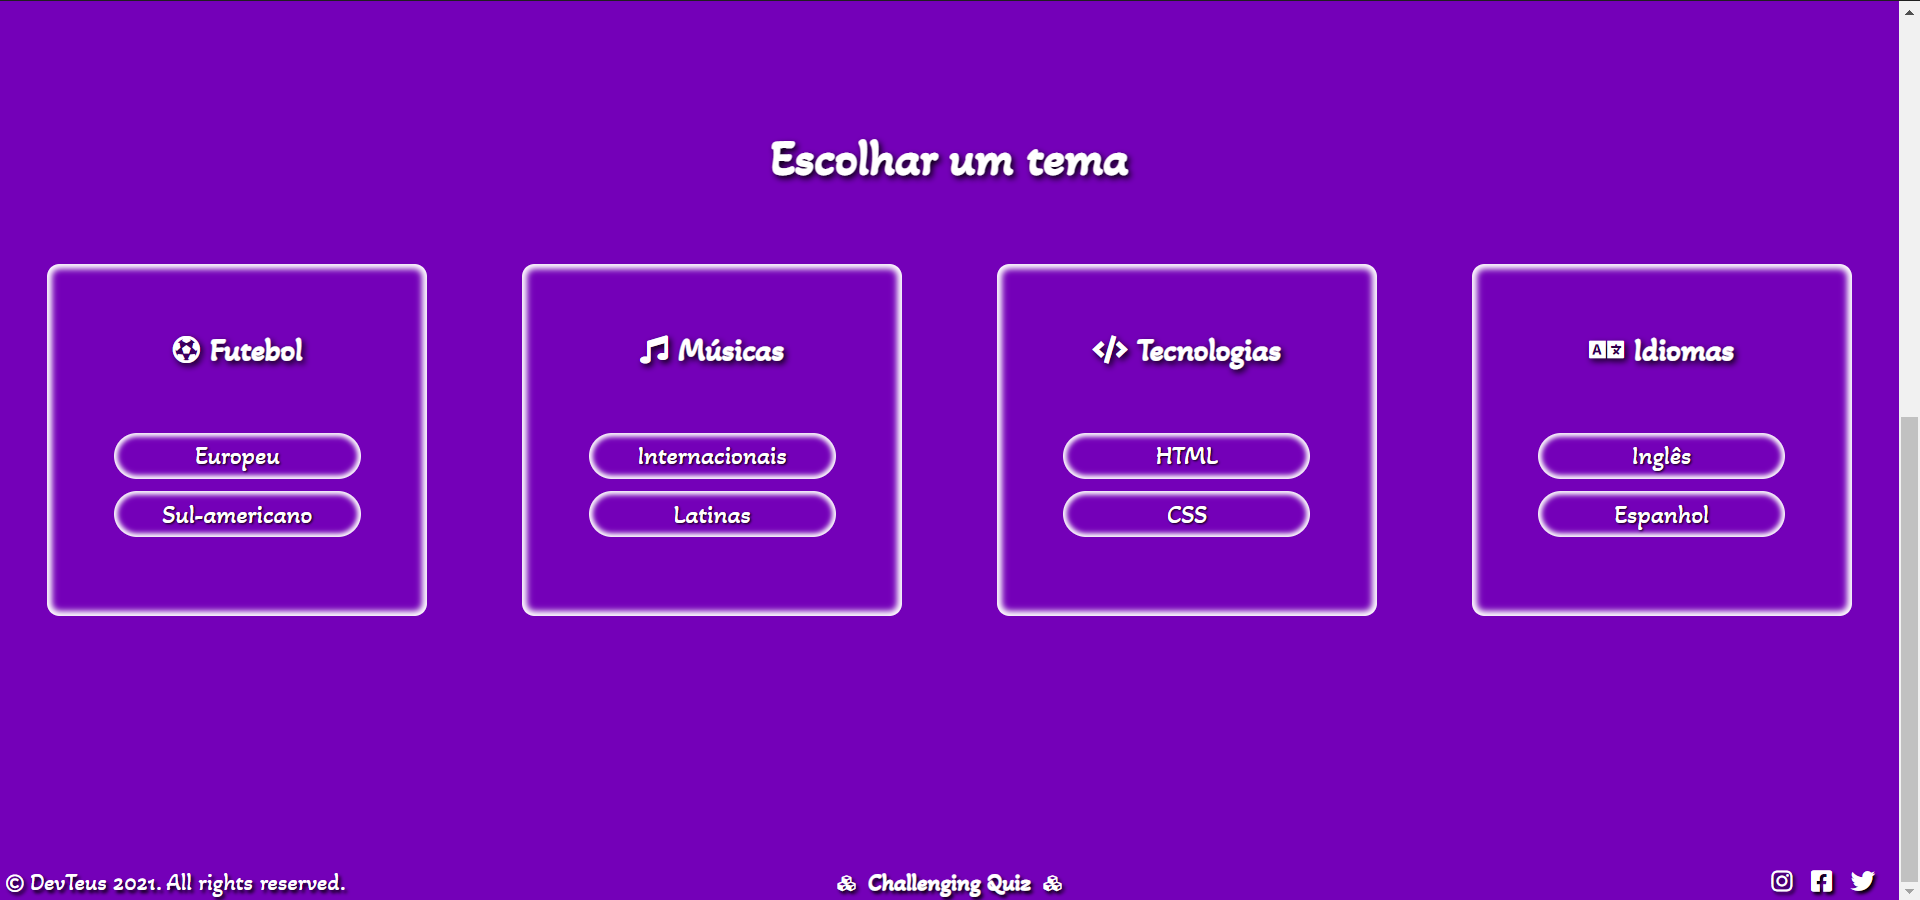 Escolhar um tema
Futebol
Europeu
Sul-americano
Músicas
Internacionais
Latinas
Tecnologias
HTML
CSS
Idiomas
Inglês
Espanhol
© DevTeus 2021. All rights reserved.
Challenging Quiz